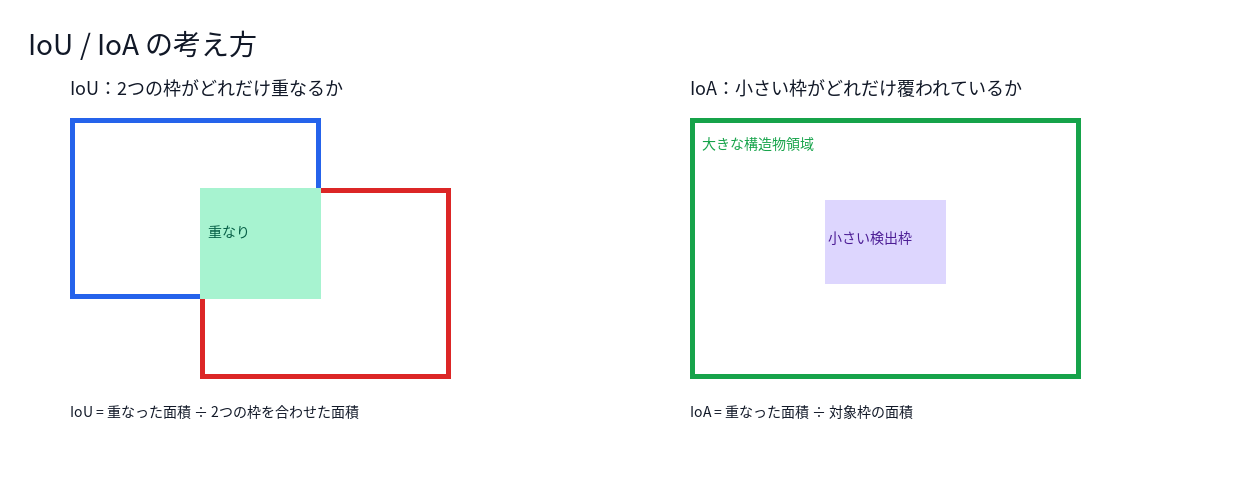 IoU / IoA の考え方
IoU：2つの枠がどれだけ重なるか
重なり
IoU = 重なった面積 ÷ 2つの枠を合わせた面積
IoA：小さい枠がどれだけ覆われているか
大きな構造物領域
小さい検出枠
IoA = 重なった面積 ÷ 対象枠の面積